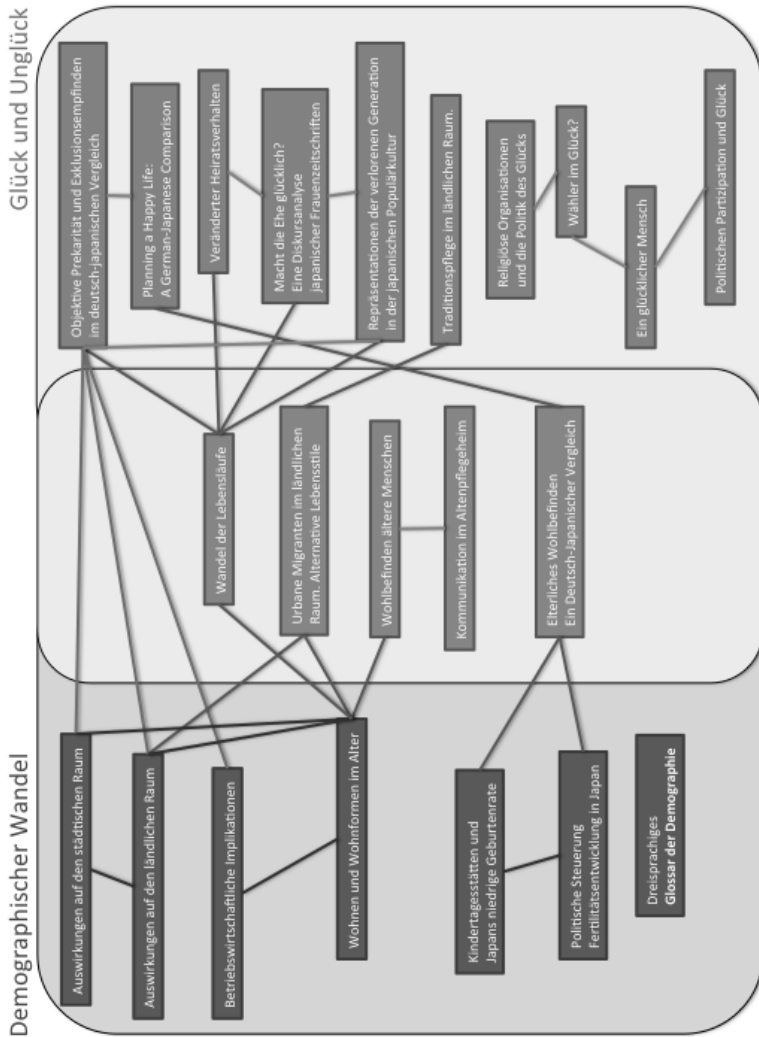 Demographischer Wandel
Glück und Unglück
Auswirkungen auf den städtischen Raum
Auswirkungen auf den ländlichen Raum
Betriebswirtschaftliche Implikationen
Wohnen und Wohnformen im Alter
Kindertagesstätten und
Japans niedrige Geburtenrate
Politische Steuerung
Fertilitätsentwicklung in Japan
Dreisprachiges
Glossar der Demographie
Wandel der Lebensläufe
Urbane Migranten im ländlichen
Raum. Alternative Lebensstile
Wohlbefinden ältere Menschen
Kommunikation im Altenpflegeheim
Elterliches Wohlbefinden
Ein Deutsch-Japanischer Vergleich
Objektive Prekarität und Exklusionsempfinden
im deutsch-japanischen Vergleich
Planning a Happy Life:
A German-Japanese Comparison
Veränderter Heiratsverhalten
Macht die Ehe glücklich?
Eine Diskursanalyse
japanischer Frauenzeitschriften
Repräsentationen der verlorenen Generation
in der japanischen Populärkultur
Traditionspflege im ländlichen Raum.
Religiöse Organisationen
und die Politik des Glücks
Wähler im Glück?
Ein glücklicher Mensch
Politischen Partizipation und Glück